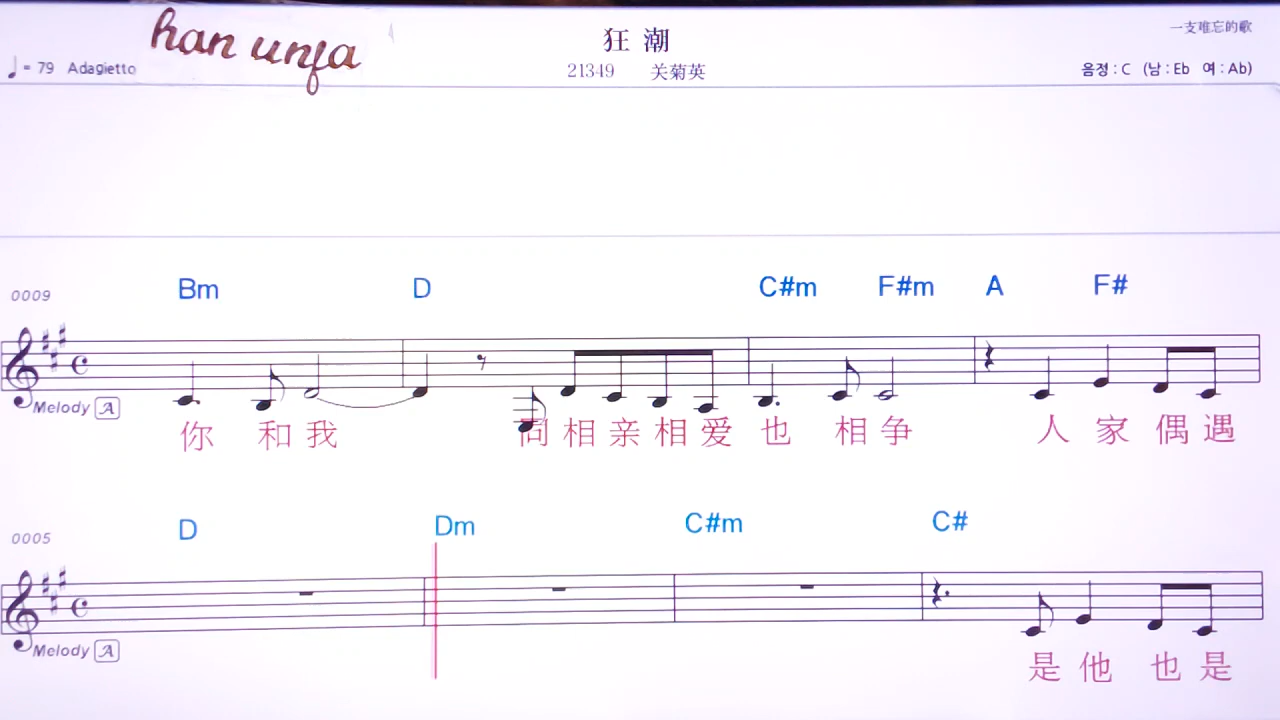 han unfa
狂 潮
一支难忘的歌
♩= 79 Adagietto
21349 关菊英
음정 : C (남 : Eb 여 : Ab)
0009
Bm D C#m F#m A F#
Melody A
你 和 我 同 相 亲 相 爱 也 相 争 人 家 偶 遇
0005
D Dm C#m C#
Melody A
是 他 也 是